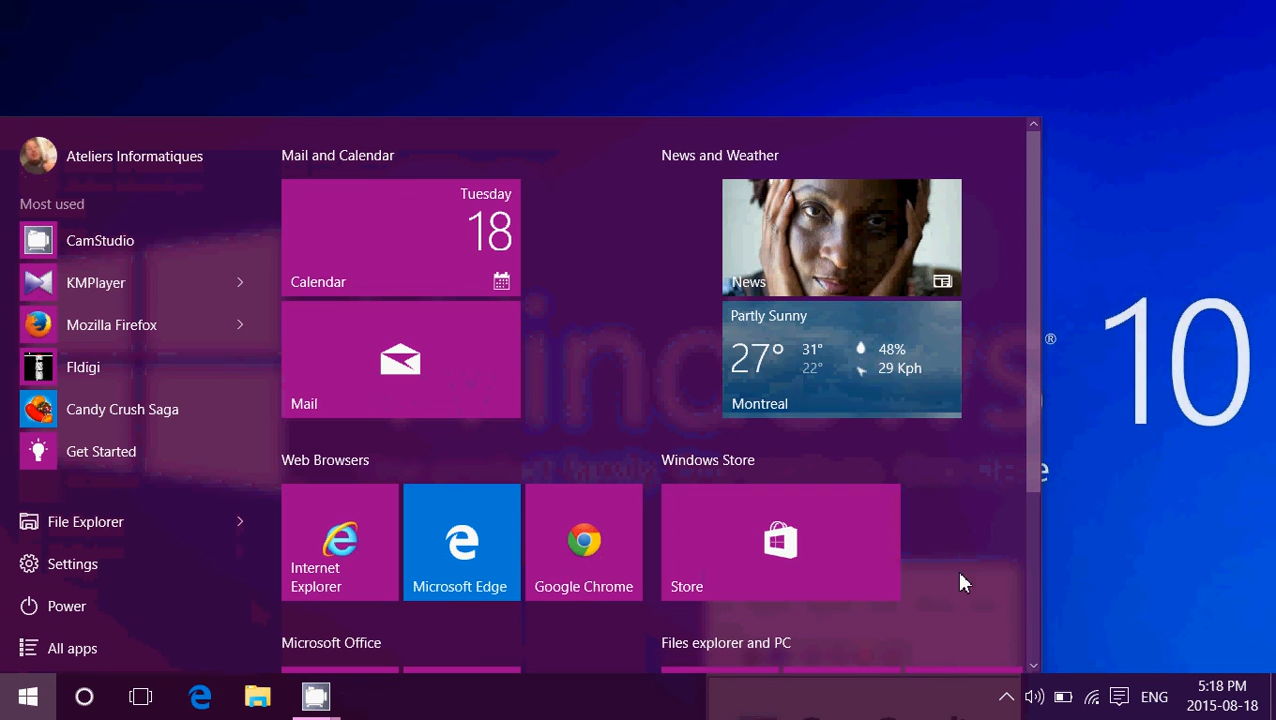 Ateliers Informatiques
Most used
CamStudio
KMPlayer
Mozilla Firefox
Fldigi
Candy Crush Saga
Get Started
File Explorer
Settings
Power
All apps
Mail and Calendar
Tuesday
18
Calendar
Mail
News and Weather
News
Partly Sunny
27° 31° 48%
22° 29 Kph
Montreal
Web Browsers
Internet
Explorer
Microsoft Edge
Google Chrome
Windows Store
Store
Microsoft Office
Files explorer and PC
Windows® 10
ENG
5:18 PM
2015-08-18